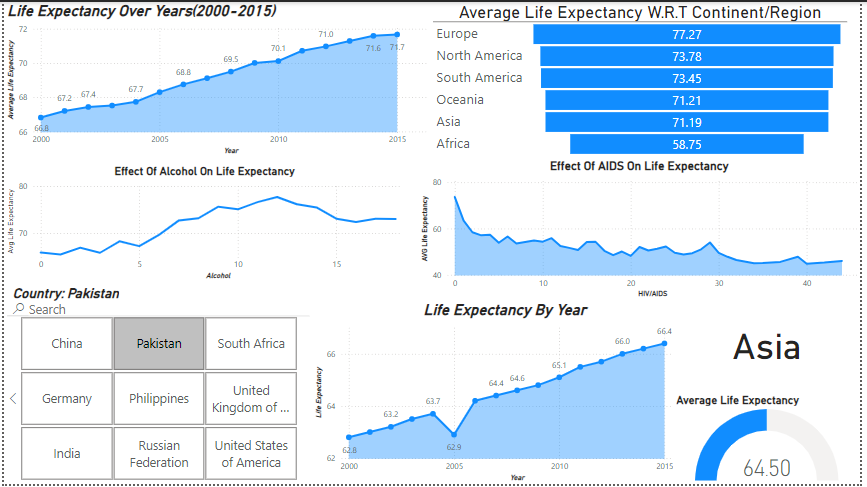 Life Expectancy Over Years(2000-2015)
Average Life Expectancy
72
70
68
66
66.8
67.2
67.4
67.7
68.8
69.5
70.1
71.0
71.6
71.7
2000
2005
2010
2015
Year
Average Life Expectancy W.R.T Continent/Region
Europe 77.27
North America 73.78
South America 73.45
Oceania 71.21
Asia 71.19
Africa 58.75
Effect Of Alcohol On Life Expectancy
Avg Life Expectancy
80
70
0
5
10
15
Alcohol
Effect Of AIDS On Life Expectancy
AVG Life Expectancy
80
60
40
0
10
20
30
40
HIV/AIDS
Country: Pakistan
Search
China
Pakistan
South Africa
Germany
Philippines
United
Kingdom of ...
India
Russian
Federation
United States
of America
Life Expectancy By Year
Life Expectancy
66
64
62
62.8
63.2
63.7
62.9
64.4
64.6
65.1
66.0
66.4
2000
2005
2010
2015
Year
Asia
Average Life Expectancy
64.50